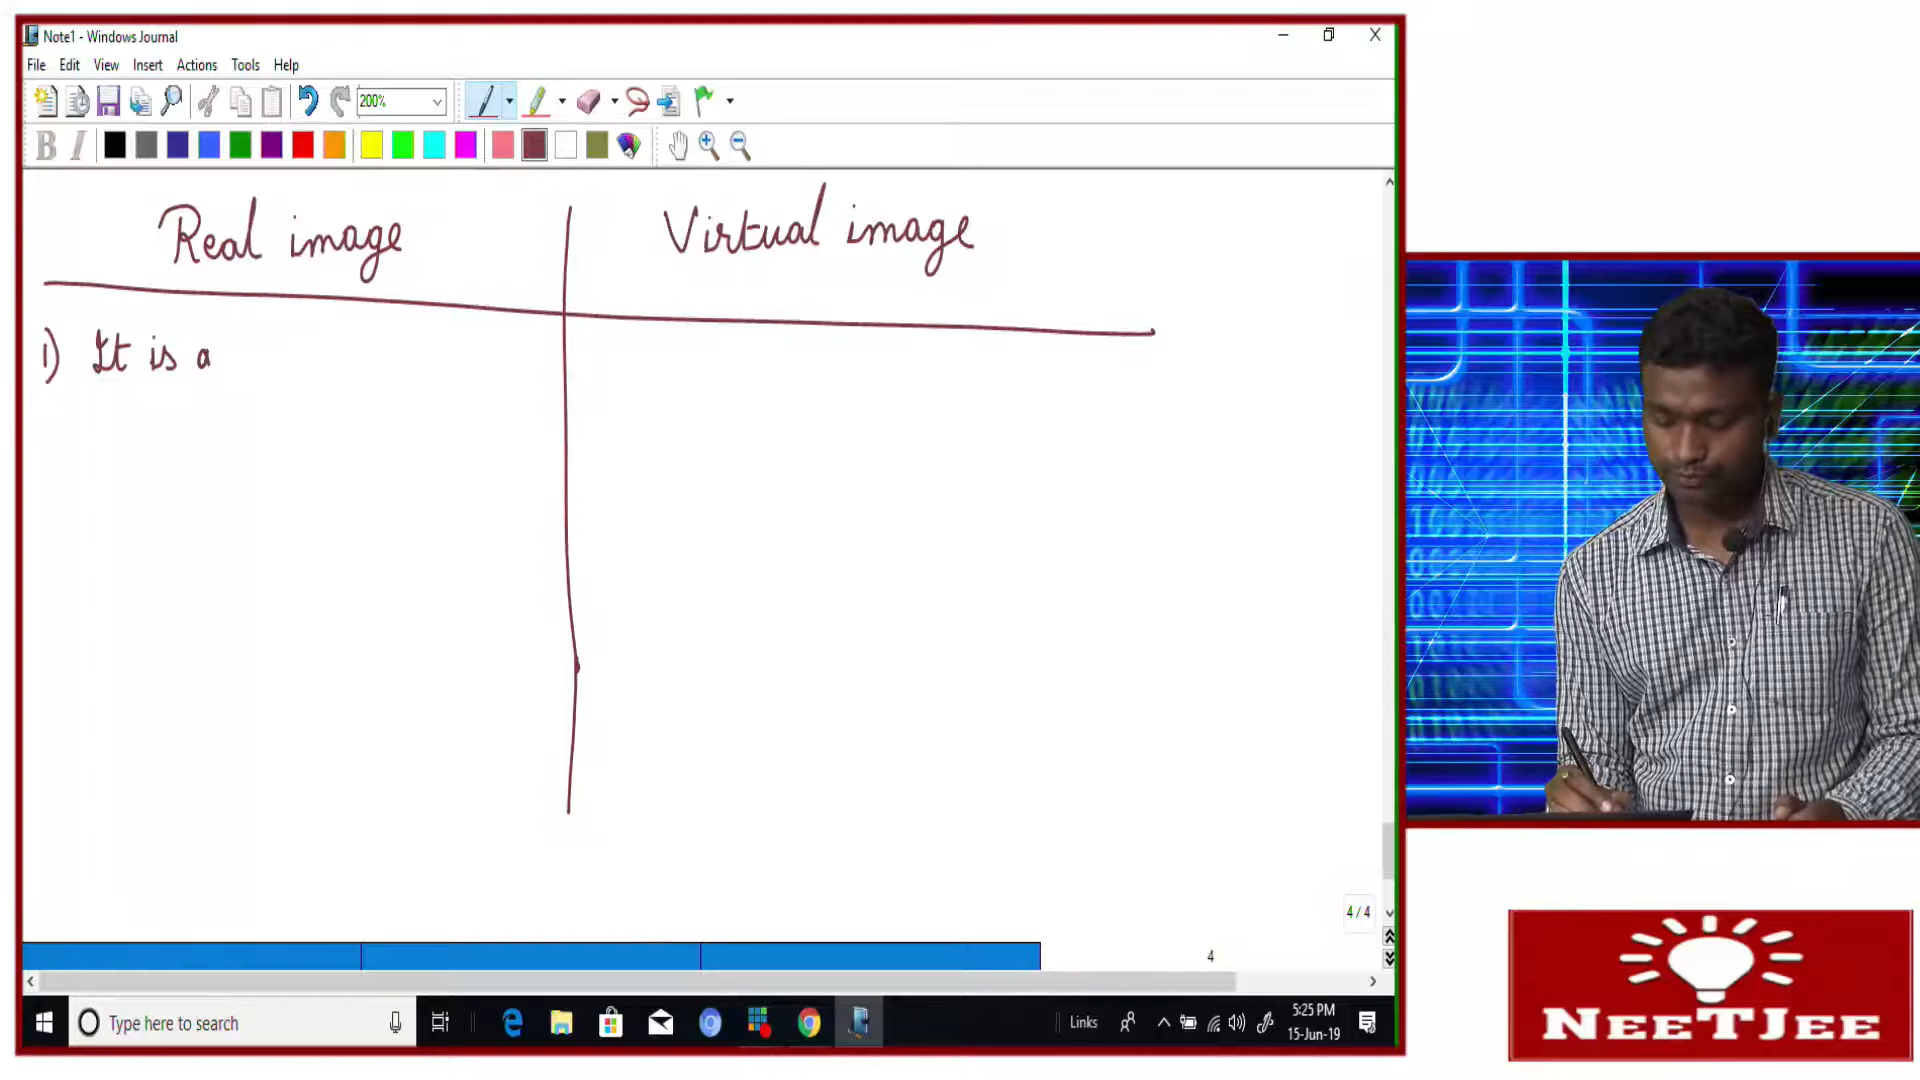 Note1 - Windows Journal
File Edit View Insert Actions Tools Help
200%
B I
Real image
Virtual image
1) It is a
4 / 4
4
Type here to search
Links
5:25 PM
15-Jun-19
NEETJEE